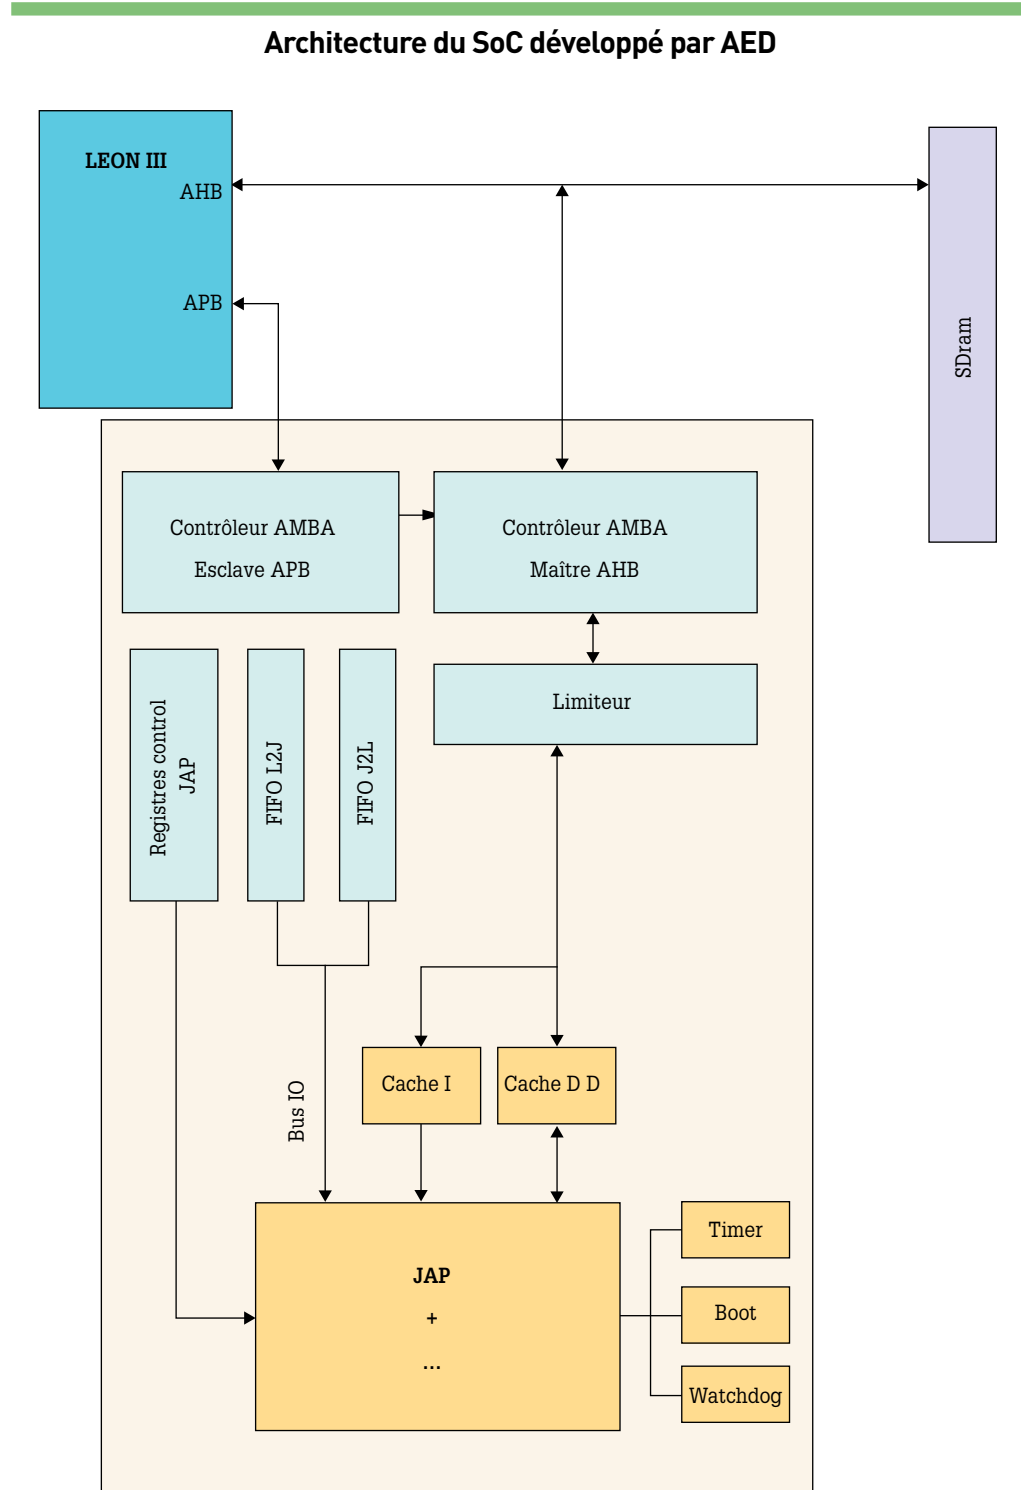 Architecture du SoC développé par AED
LEON III
AHB
APB
SDram
Contrôleur AMBA
Esclave APB
Contrôleur AMBA
Maître AHB
Limiteur
Registres control
JAP
FIFO L2J
FIFO J2L
Bus IO
Cache I
Cache D D
JAP
+
...
Timer
Boot
Watchdog